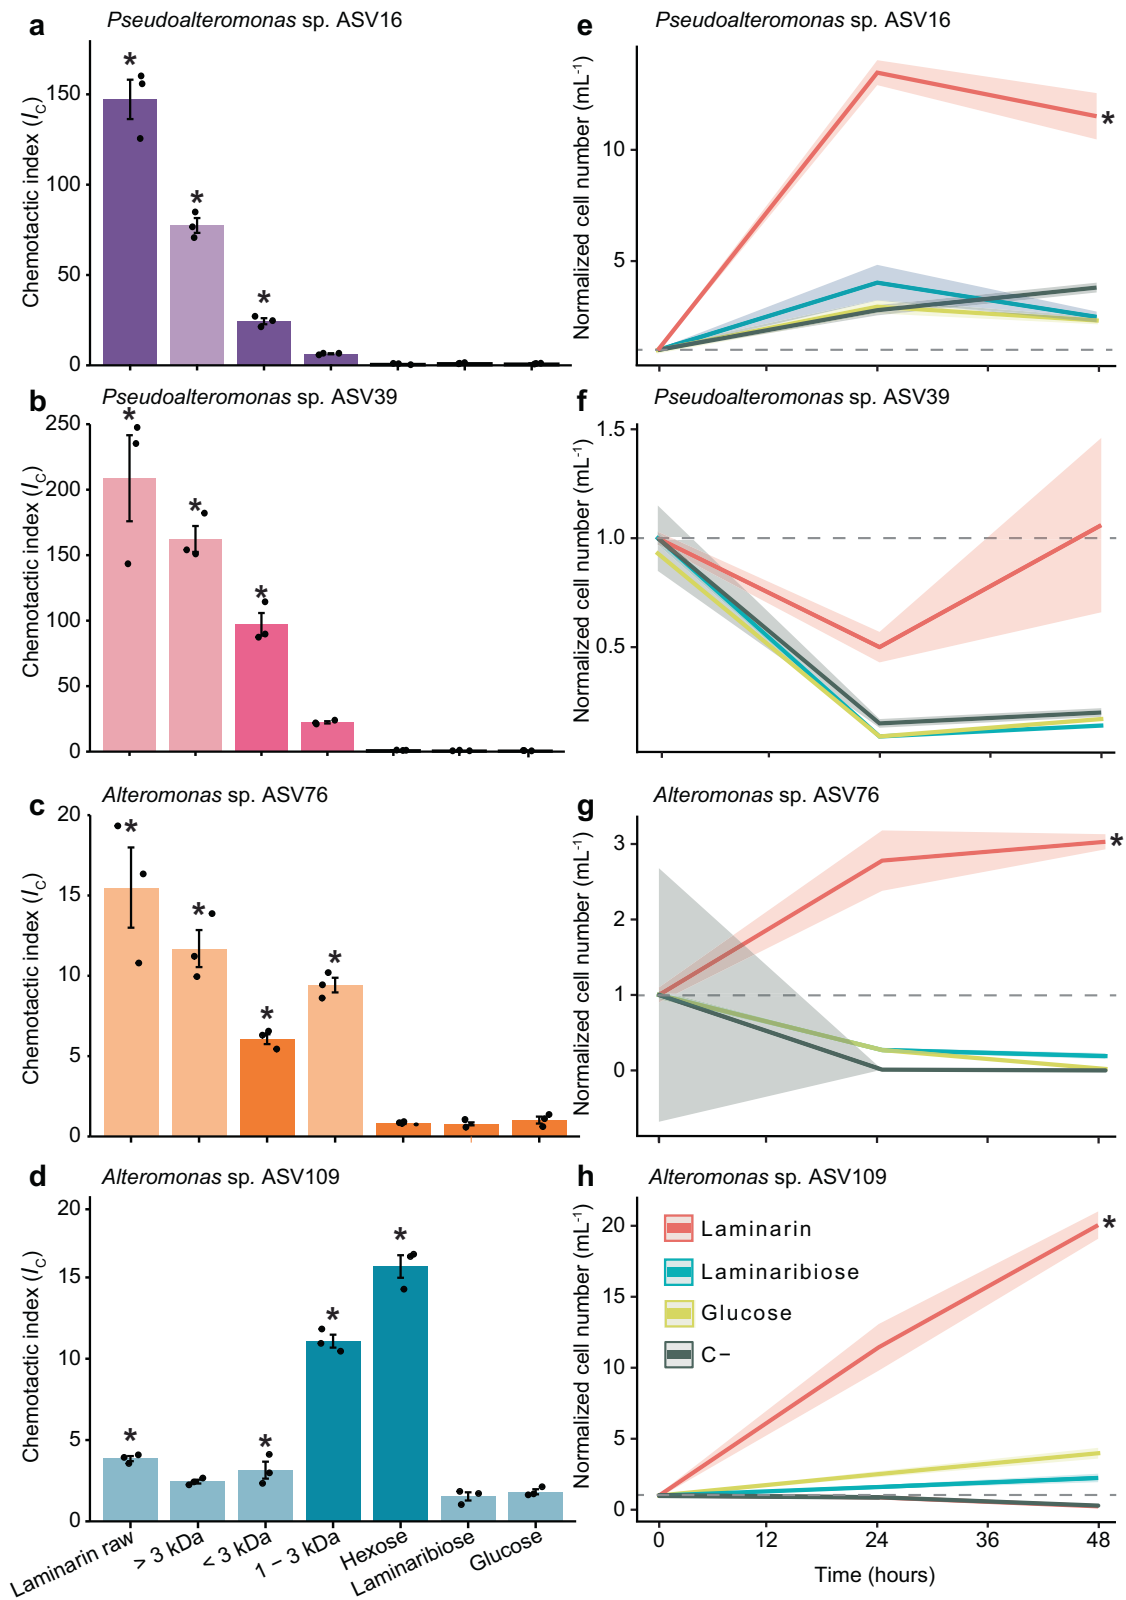 a
Pseudoalteromonas sp. ASV16
Chemotactic index (IC)
150
100
50
0
*
*
*
b
Pseudoalteromonas sp. ASV39
Chemotactic index (IC)
250
200
150
100
50
0
*
*
*
c
Alteromonas sp. ASV76
Chemotactic index (IC)
20
15
10
5
0
*
*
*
*
d
Alteromonas sp. ASV109
Chemotactic index (IC)
20
15
10
5
0
*
*
*
*
Laminarin raw
> 3 kDa
< 3 kDa
1 – 3 kDa
Hexose
Laminaribiose
Glucose
e
Pseudoalteromonas sp. ASV16
Normalized cell number (mL-1)
10
5
*
f
Pseudoalteromonas sp. ASV39
Normalized cell number (mL-1)
1.5
1.0
0.5
g
Alteromonas sp. ASV76
Normalized cell number (mL-1)
3
2
1
0
*
h
Alteromonas sp. ASV109
Normalized cell number (mL-1)
20
15
10
5
0
*
Laminarin
Laminaribiose
Glucose
C−
0 12 24 36 48
Time (hours)